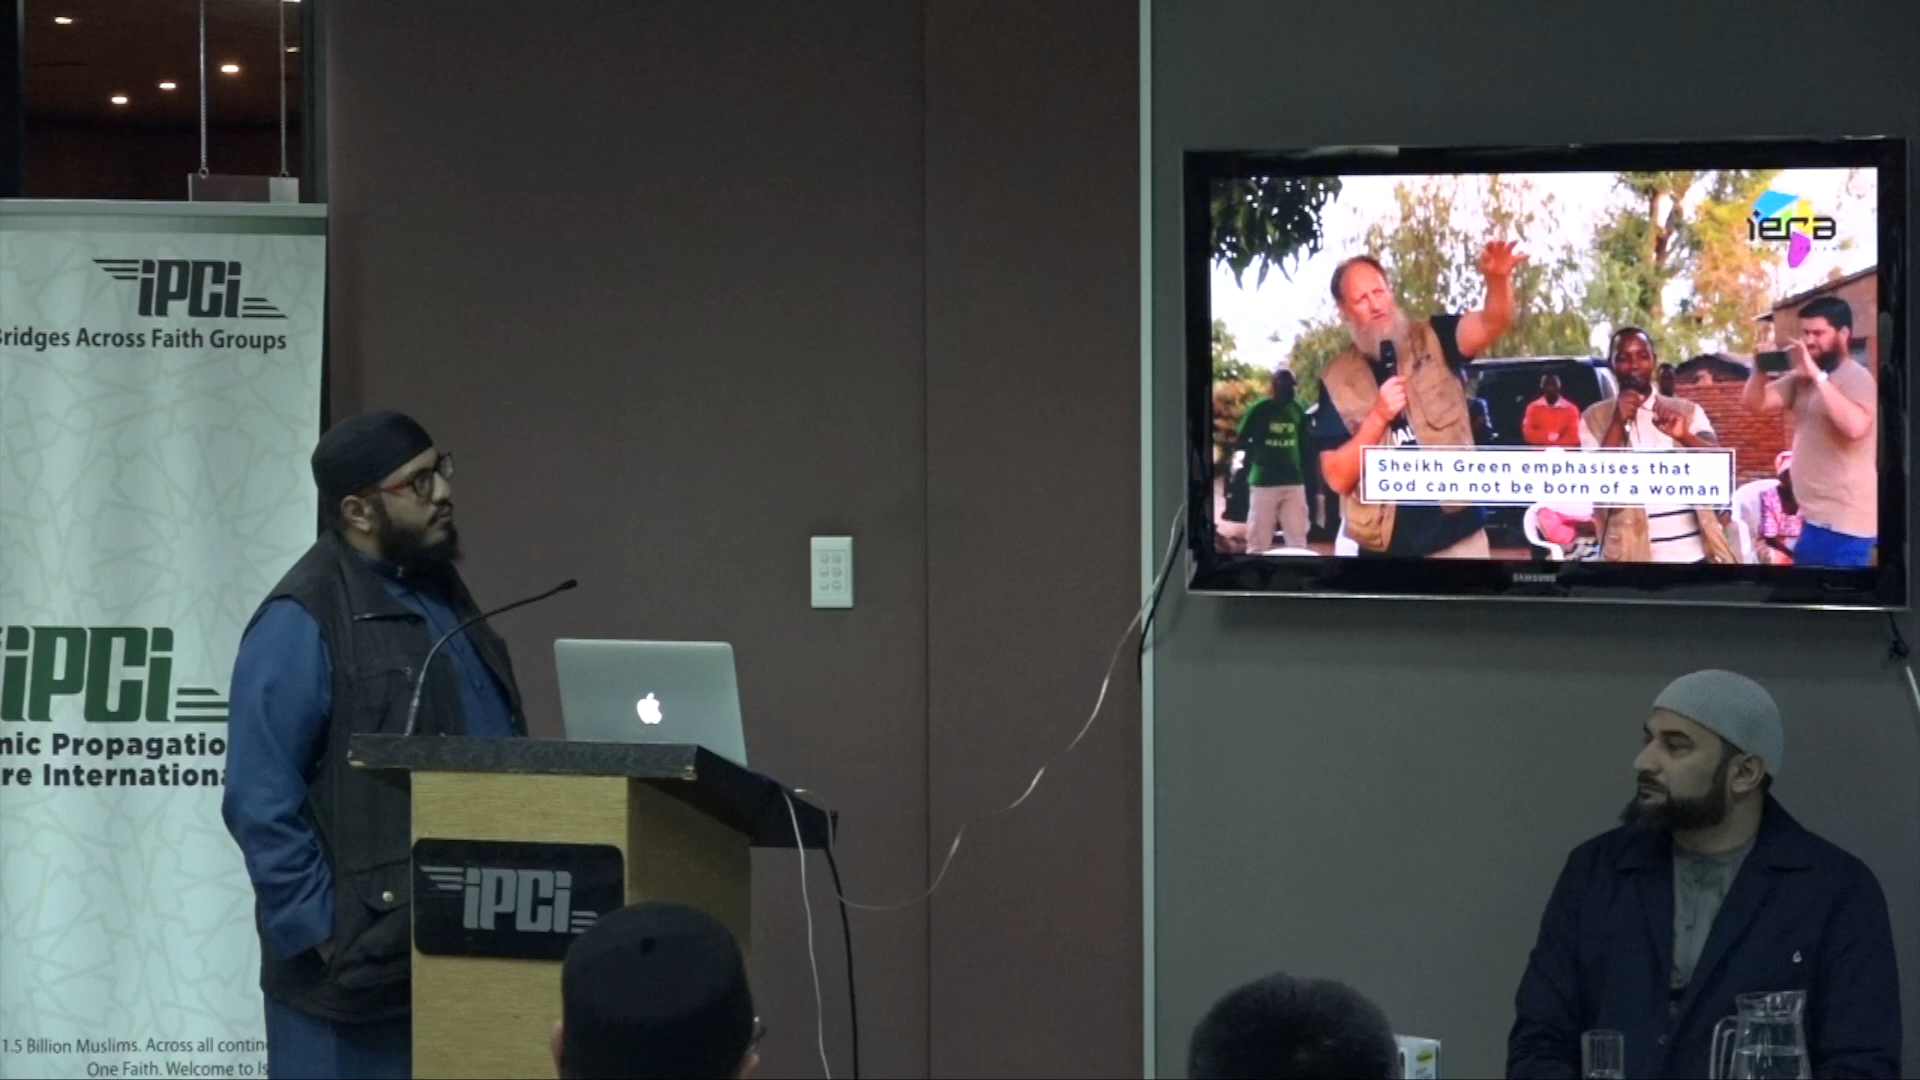 iPCi
Bridges Across Faith Groups
iPCi
mic Propagatio
re Internationa
1.5 Billion Muslims. Across all contin
One Faith. Welcome to Is
iPCi
iera
iera
Sheikh Green emphasises that
God can not be born of a woman
SAMSUNG